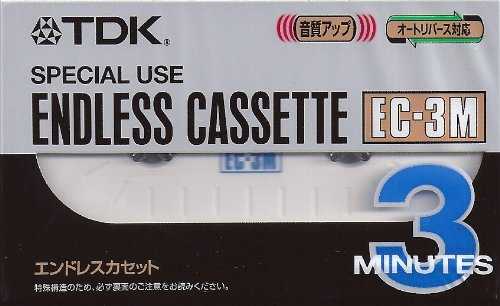 TDK®
音質アップ
オートリバース対応
SPECIAL USE
ENDLESS CASSETTE EC-3M
EC-3M
3
MINUTES
エンドレスカセット
特殊構造のため、必ず裏面のご注意をお読みください。